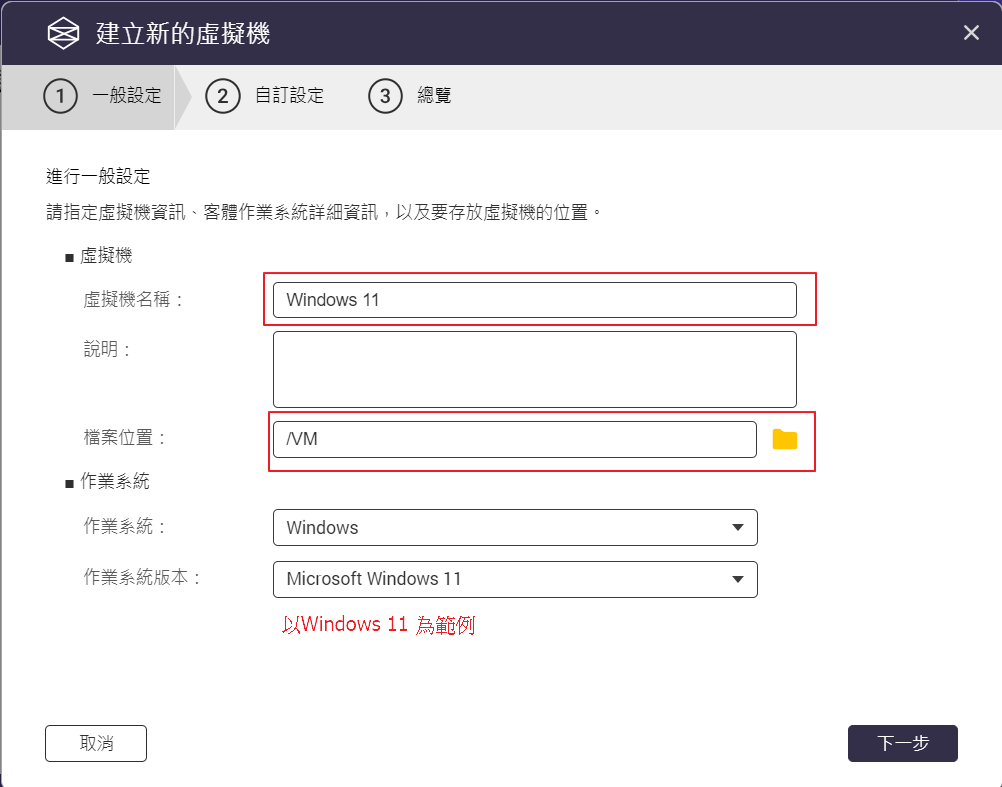 建立新的虛擬機
1 一般設定 2 自訂設定 3 總覽
進行一般設定
請指定虛擬機資訊、客體作業系統詳細資訊，以及要存放虛擬機的位置。
■ 虛擬機
虛擬機名稱： Windows 11
說明：
檔案位置： /VM
■ 作業系統
作業系統： Windows
作業系統版本： Microsoft Windows 11
以Windows 11 為範例
取消 下一步